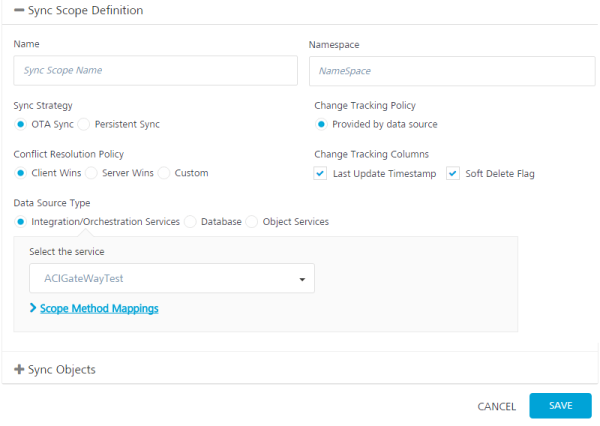 Sync Scope Definition
Name
Namespace
Sync Scope Name
NameSpace
Sync Strategy
Change Tracking Policy
OTA Sync Persistent Sync
Provided by data source
Conflict Resolution Policy
Change Tracking Columns
Client Wins Server Wins Custom
Last Update Timestamp Soft Delete Flag
Data Source Type
Integration/Orchestration Services Database Object Services
Select the service
ACIGateWayTest
Scope Method Mappings
Sync Objects
CANCEL SAVE